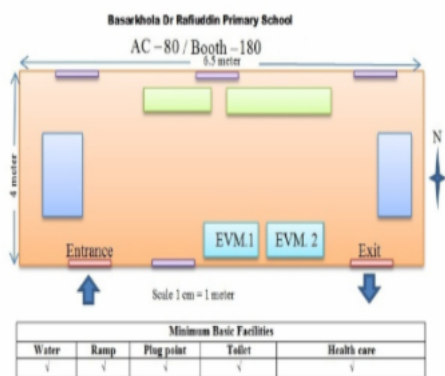 Basarkhola Dr Rafiuddin Primary School
AC –80 / Booth –180
6.5 meter
4 meter
N
EVM.1 EVM. 2
Entrance Exit
Scale 1 cm = 1 meter
Minimum Basic Facilities
Water Ramp Plug point Toilet Health care
√ √ √ √ √